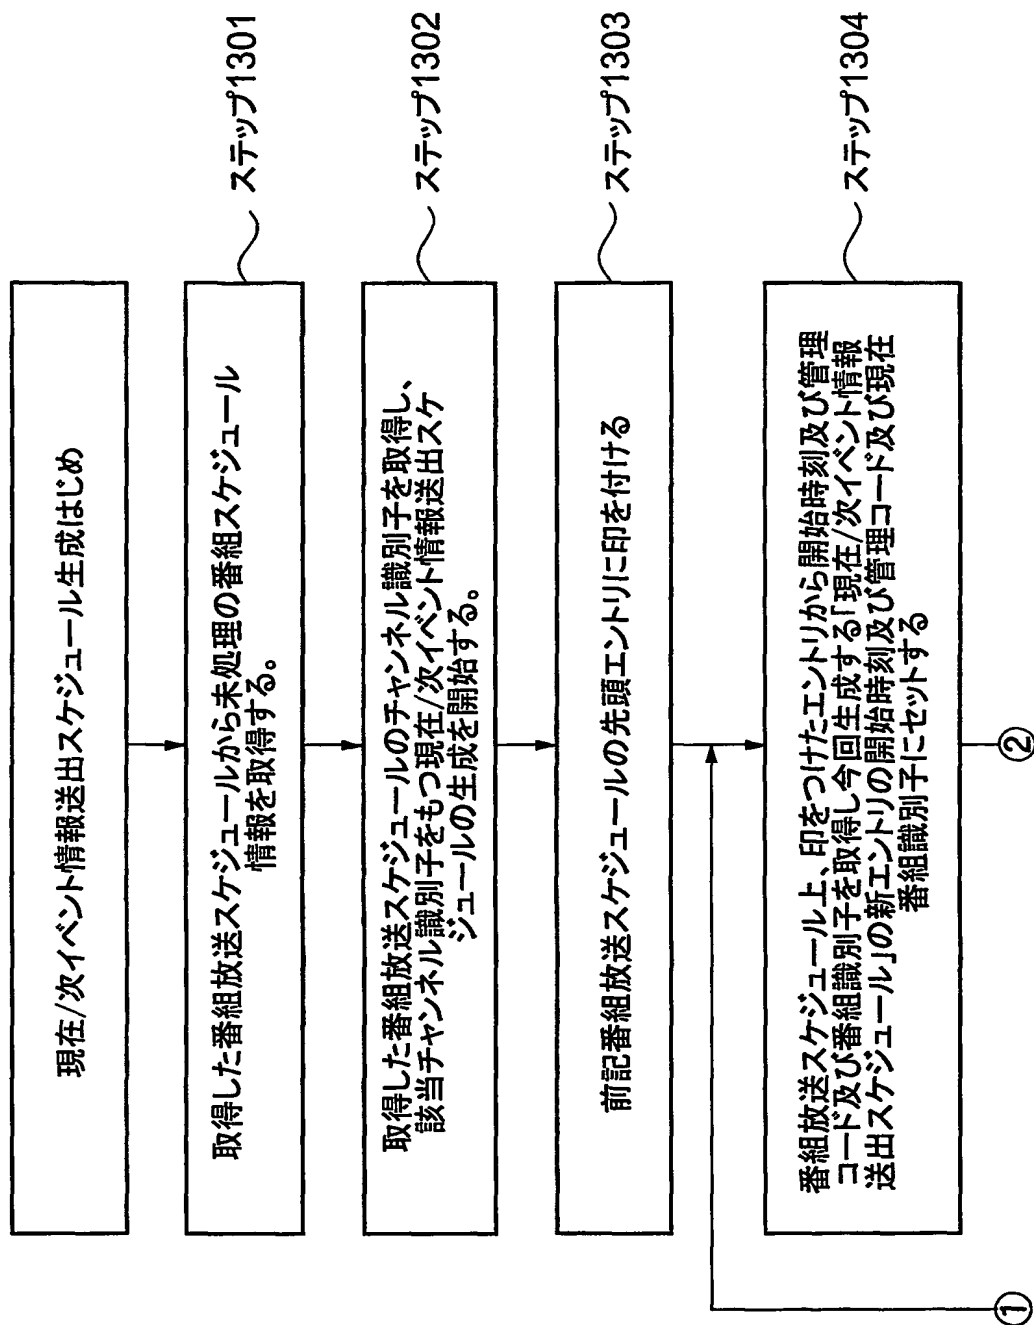 現在/次イベント情報送出スケジュール生成はじめ
取得した番組放送スケジュールから未処理の番組スケジュール
情報を取得する。
ステップ1301
取得した番組放送スケジュールのチャンネル識別子を取得し、
該当チャンネル識別子をもつ現在/次イベント情報送出スケ
ジュールの生成を開始する。
ステップ1302
前記番組放送スケジュールの先頭エントリに印を付ける
ステップ1303
番組放送スケジュール上、印をつけたエントリから開始時刻及び管理
コード及び番組識別子を取得し今回生成する「現在/次イベント情報
送出スケジュール」の新エントリの開始時刻及び管理コード及び現在
番組識別子にセットする
ステップ1304
①
②